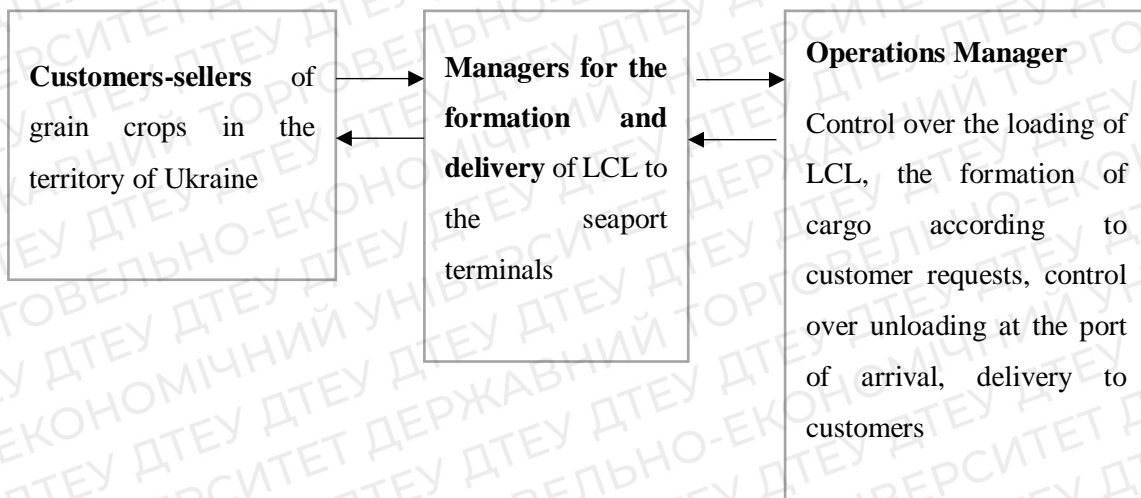 Customers-sellers of
grain crops in the
territory of Ukraine
Managers for the
formation and
delivery of LCL to
the seaport
terminals
Operations Manager
Control over the loading of
LCL, the formation of
cargo according to
customer requests, control
over unloading at the port
of arrival, delivery to
customers